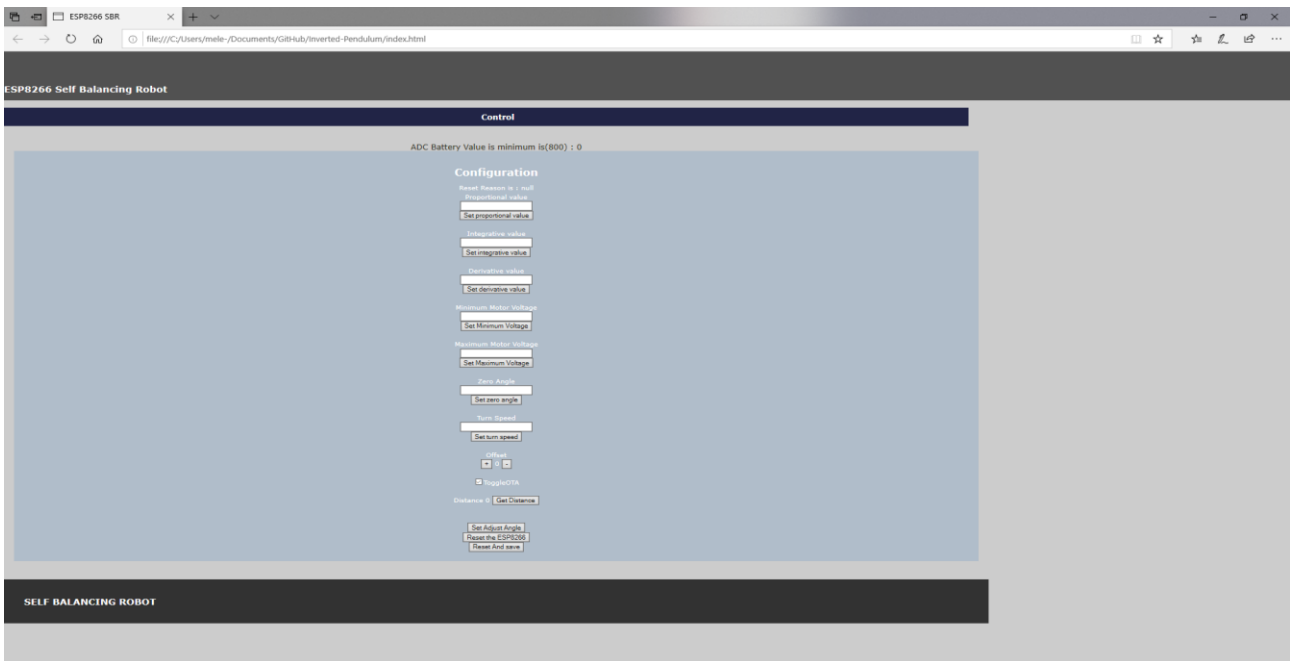 ESP8266 SBR
file:///C:/Users/mele-/Documents/GitHub/Inverted-Pendulum/index.html
ESP8266 Self Balancing Robot
Control
ADC Battery Value is minimum is(800) : 0
Configuration
Reset Reason is : null
Proportional value
Set proportional value
Integrative value
Set integrative value
Derivative value
Set derivative value
Minimum Motor Voltage
Set Minimum Voltage
Maximum Motor Voltage
Set Maximum Voltage
Zero Angle
Set zero angle
Turn Speed
Set turn speed
Offset
+ 0 -
ToggleOTA
Distance 0 Get Distance
Set Adjust Angle
Reset the ESP8266
Reset And save
SELF BALANCING ROBOT